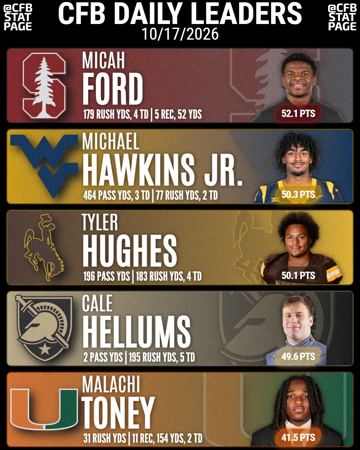 @CFB
STAT
PAGE
CFB DAILY LEADERS
10/17/2026
@CFB
STAT
PAGE
MICAH
FORD
179 RUSH YDS, 4 TD | 5 REC, 52 YDS
52.1 PTS
MICHAEL
HAWKINS JR.
464 PASS YDS, 3 TD | 77 RUSH YDS, 2 TD
50.3 PTS
TYLER
HUGHES
196 PASS YDS | 183 RUSH YDS, 4 TD
50.1 PTS
CALE
HELLUMS
2 PASS YDS | 195 RUSH YDS, 5 TD
49.6 PTS
MALACHI
TONEY
31 RUSH YDS | 11 REC, 154 YDS, 2 TD
41.5 PTS